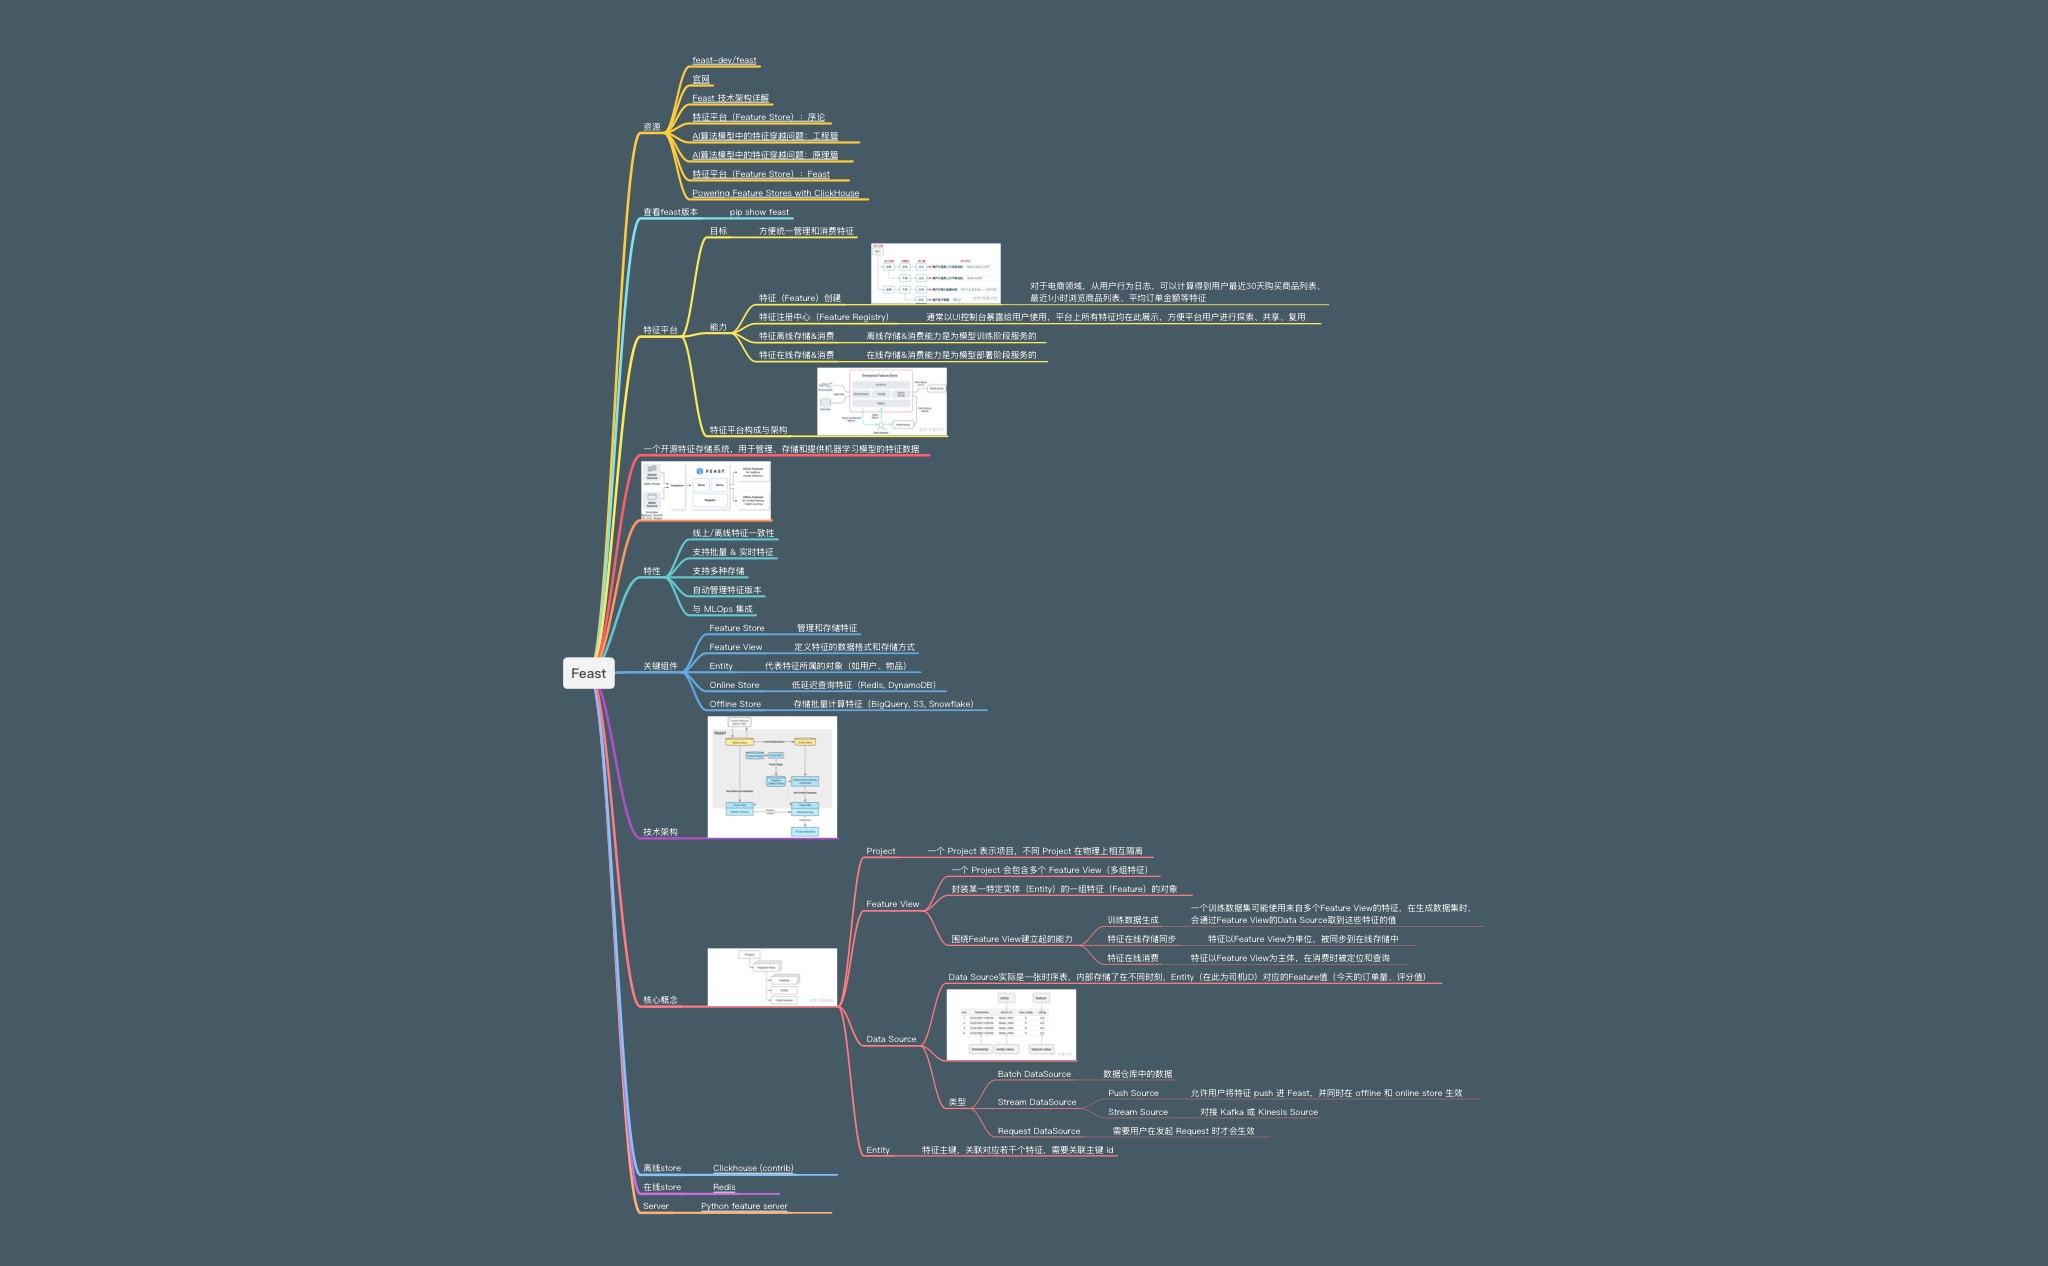 feast-dev/feast
官网
Feast 技术架构详解
特征平台（Feature Store）：序论
资源
AI算法模型中的特征穿越问题：工程篇
AI算法模型中的特征穿越问题：原理篇
特征平台（Feature Store）：Feast
Powering Feature Stores with ClickHouse
查看feast版本
pip show feast
目标
方便统一管理和消费特征
特征平台
能力
特征（Feature）创建
对于电商领域，从用户行为日志，可以计算得到用户最近30天购买商品列表、
最近1小时浏览商品列表、平均订单金额等特征
特征注册中心（Feature Registry）
通常以UI控制台暴露给用户使用，平台上所有特征均在此展示，方便平台用户进行探索、共享、复用
特征离线存储&消费
离线存储&消费能力是为模型训练阶段服务的
特征在线存储&消费
在线存储&消费能力是为模型部署阶段服务的
Enterprise Feature Store
特征平台构成与架构
一个开源特征存储系统，用于管理、存储和提供机器学习模型的特征数据
FEAST
Transform
Store
Serve
Register
特性
线上/离线特征一致性
支持批量 & 实时特征
支持多种存储
自动管理特征版本
与 MLOps 集成
Feast
关键组件
Feature Store
管理和存储特征
Feature View
定义特征的数据格式和存储方式
Entity
代表特征所属的对象（如用户、物品）
Online Store
低延迟查询特征（Redis, DynamoDB）
Offline Store
存储批量计算特征（BigQuery, S3, Snowflake）
FEAST
技术架构
核心概念
Project
Feature View
Feature
Entity
Data Source
Project
一个 Project 表示项目，不同 Project 在物理上相互隔离
Feature View
一个 Project 会包含多个 Feature View（多组特征）
封装某一特定实体（Entity）的一组特征（Feature）的对象
围绕Feature View建立起的能力
训练数据生成
一个训练数据集可能使用来自多个Feature View的特征，在生成数据集时，
会通过Feature View的Data Source取到这些特征的值
特征在线存储同步
特征以Feature View为单位，被同步到在线存储中
特征在线消费
特征以Feature View为主体，在消费时被定位和查询
Data Source
Data Source实际是一张时序表，内部存储了在不同时刻，Entity（在此为司机ID）对应的Feature值（今天的订单量、评分值）
entity
feature
timestamp
entity value
feature value
类型
Batch DataSource
数据仓库中的数据
Stream DataSource
Push Source
允许用户将特征 push 进 Feast，并同时在 offline 和 online store 生效
Stream Source
对接 Kafka 或 Kinesis Source
Request DataSource
需要用户在发起 Request 时才会生效
Entity
特征主键，关联对应若干个特征，需要关联主键 id
离线store
Clickhouse (contrib)
在线store
Redis
Server
Python feature server